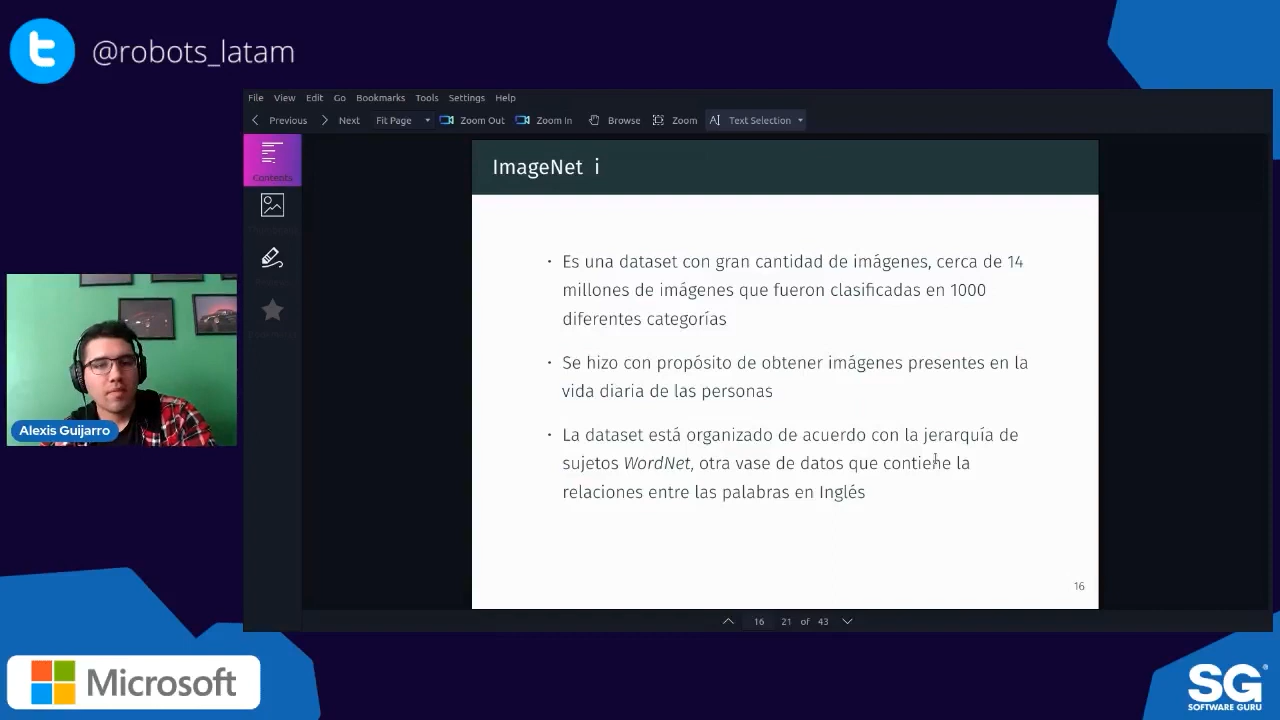 @robots_latam
File View Edit Go Bookmarks Tools Settings Help
Previous Next Fit Page Zoom Out Zoom In Browse Zoom Text Selection
Contents
ImageNet i
· Es una dataset con gran cantidad de imágenes, cerca de 14
millones de imágenes que fueron clasificadas en 1000
diferentes categorías
· Se hizo con propósito de obtener imágenes presentes en la
vida diaria de las personas
· La dataset está organizado de acuerdo con la jerarquía de
sujetos WordNet, otra vase de datos que contiene la
relaciones entre las palabras en Inglés
16
Alexis Guijarro
16 21 of 43
Microsoft
SG
SOFTWARE GURU